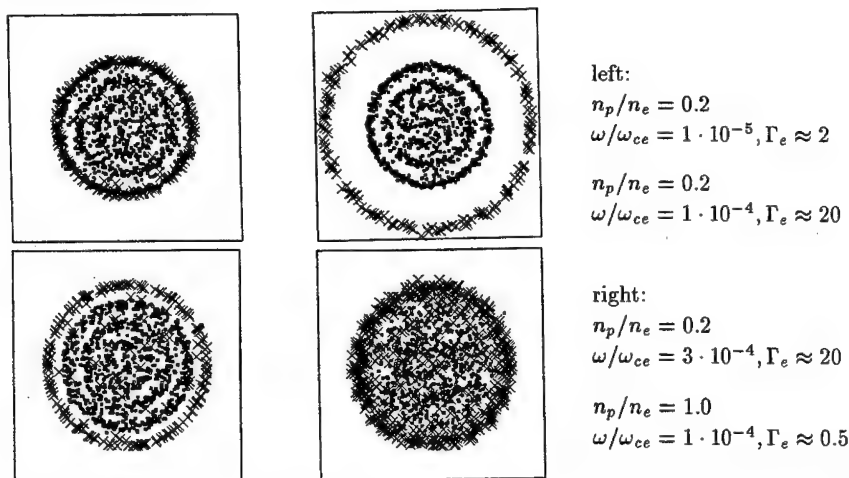 left:
n_p/n_e = 0.2
ω/ω_ce = 1 · 10⁻⁵, Γ_e ≈ 2
n_p/n_e = 0.2
ω/ω_ce = 1 · 10⁻⁴, Γ_e ≈ 20
right:
n_p/n_e = 0.2
ω/ω_ce = 3 · 10⁻⁴, Γ_e ≈ 20
n_p/n_e = 1.0
ω/ω_ce = 1 · 10⁻⁴, Γ_e ≈ 0.5